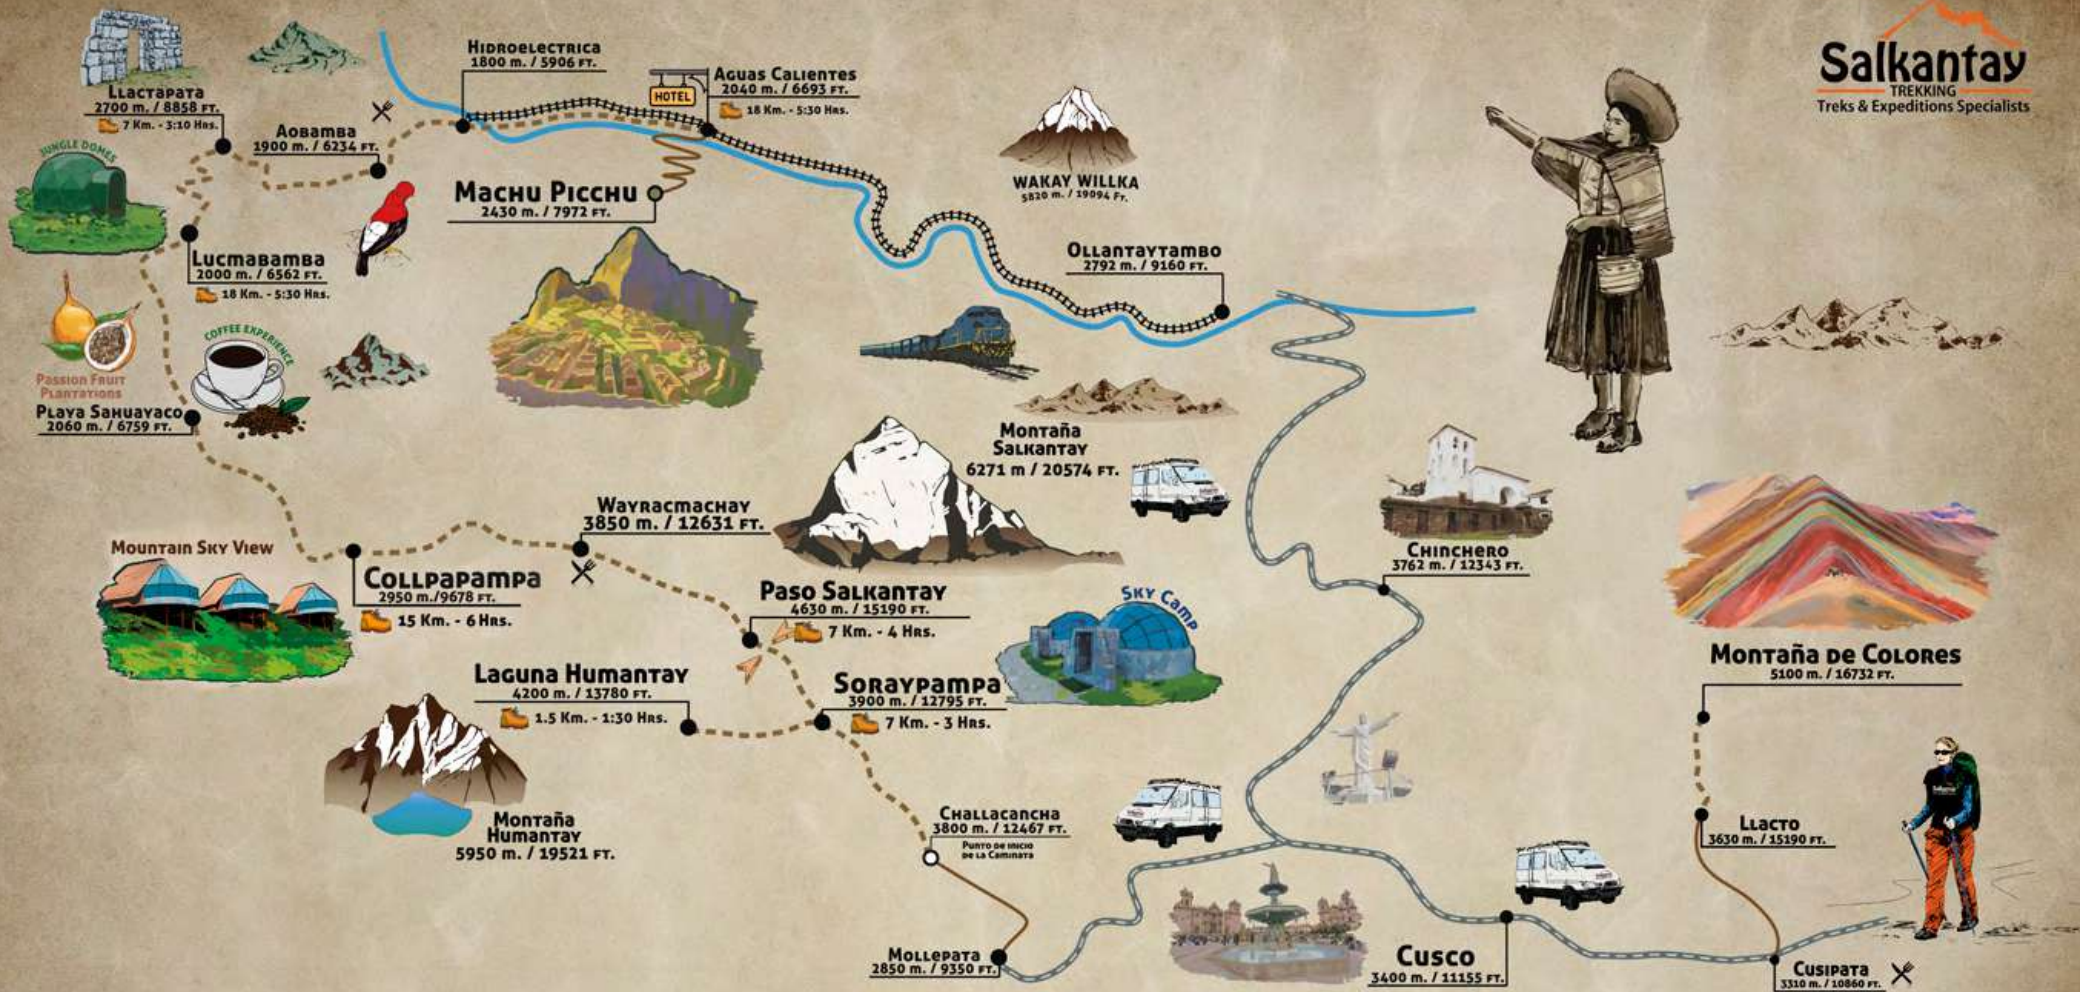 Salkantay
TREKKING
Treks & Expeditions Specialists
Llactapata
2700 m. / 8858 FT.
7 Km. - 3:10 Hrs.
JUNGLE DOMES
Aobamba
1900 m. / 6234 FT.
Hidroelectrica
1800 m. / 5906 FT.
HOTEL
Aguas Calientes
2040 m. / 6693 FT.
18 Km. - 5:30 Hrs.
Machu Picchu
2430 m. / 7972 FT.
WAKAY WILLKA
5820 m. / 19094 Ft.
Lucmabamba
2000 m. / 6562 FT.
18 Km. - 5:30 Hrs.
Ollantaytambo
2792 m. / 9160 FT.
COFFEE EXPERIENCE
Passion Fruit
Plantations
Playa Sahuayaco
2060 m. / 6759 FT.
Montaña
Salkantay
6271 m / 20574 FT.
Wayracmachay
3850 m. / 12631 FT.
Chinchero
3762 m. / 12343 FT.
Mountain Sky View
Collpapampa
2950 m./9678 FT.
15 Km. - 6 Hrs.
Paso Salkantay
4630 m. / 15190 FT.
7 Km. - 4 Hrs.
Sky Camp
Laguna Humantay
4200 m. / 13780 FT.
1.5 Km. - 1:30 Hrs.
Soraypampa
3900 m. / 12795 FT.
7 Km. - 3 Hrs.
Montaña de Colores
5100 m. / 16732 FT.
Montaña
Humantay
5950 m. / 19521 FT.
Challacancha
3800 m. / 12467 FT.
Punto de inicio
de la Caminata
Llacto
3630 m. / 15190 FT.
Mollepata
2850 m. / 9350 FT.
Cusco
3400 m. / 11155 FT.
Cusipata
3310 m. / 10860 FT.